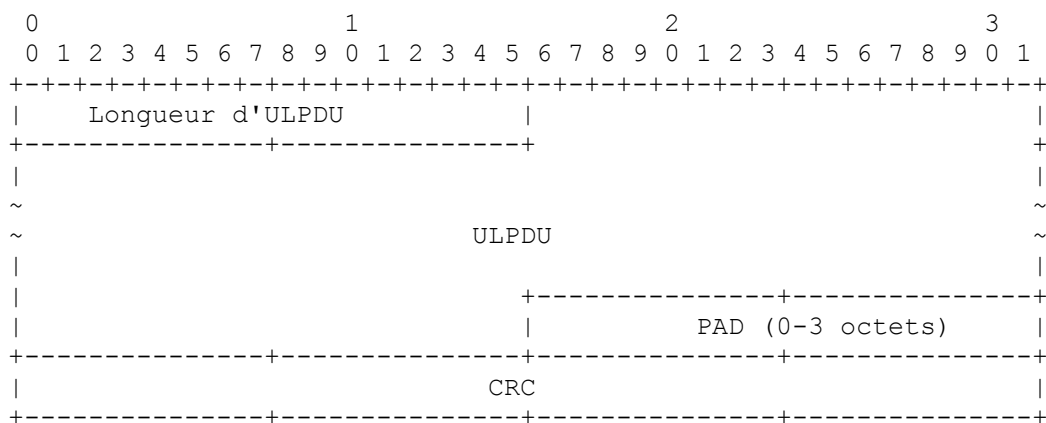 0 1 2 3
0 1 2 3 4 5 6 7 8 9 0 1 2 3 4 5 6 7 8 9 0 1 2 3 4 5 6 7 8 9 0 1
+-+-+-+-+-+-+-+-+-+-+-+-+-+-+-+-+-+-+-+-+-+-+-+-+-+-+-+-+-+-+-+-+
| Longueur d'ULPDU | |
+---------------+---------------+ +
| |
~ ~
~ ULPDU ~
| |
| +---------------+---------------+
| | PAD (0-3 octets) |
+---------------+---------------+---------------+---------------+
| CRC |
+---------------+---------------+---------------+---------------+